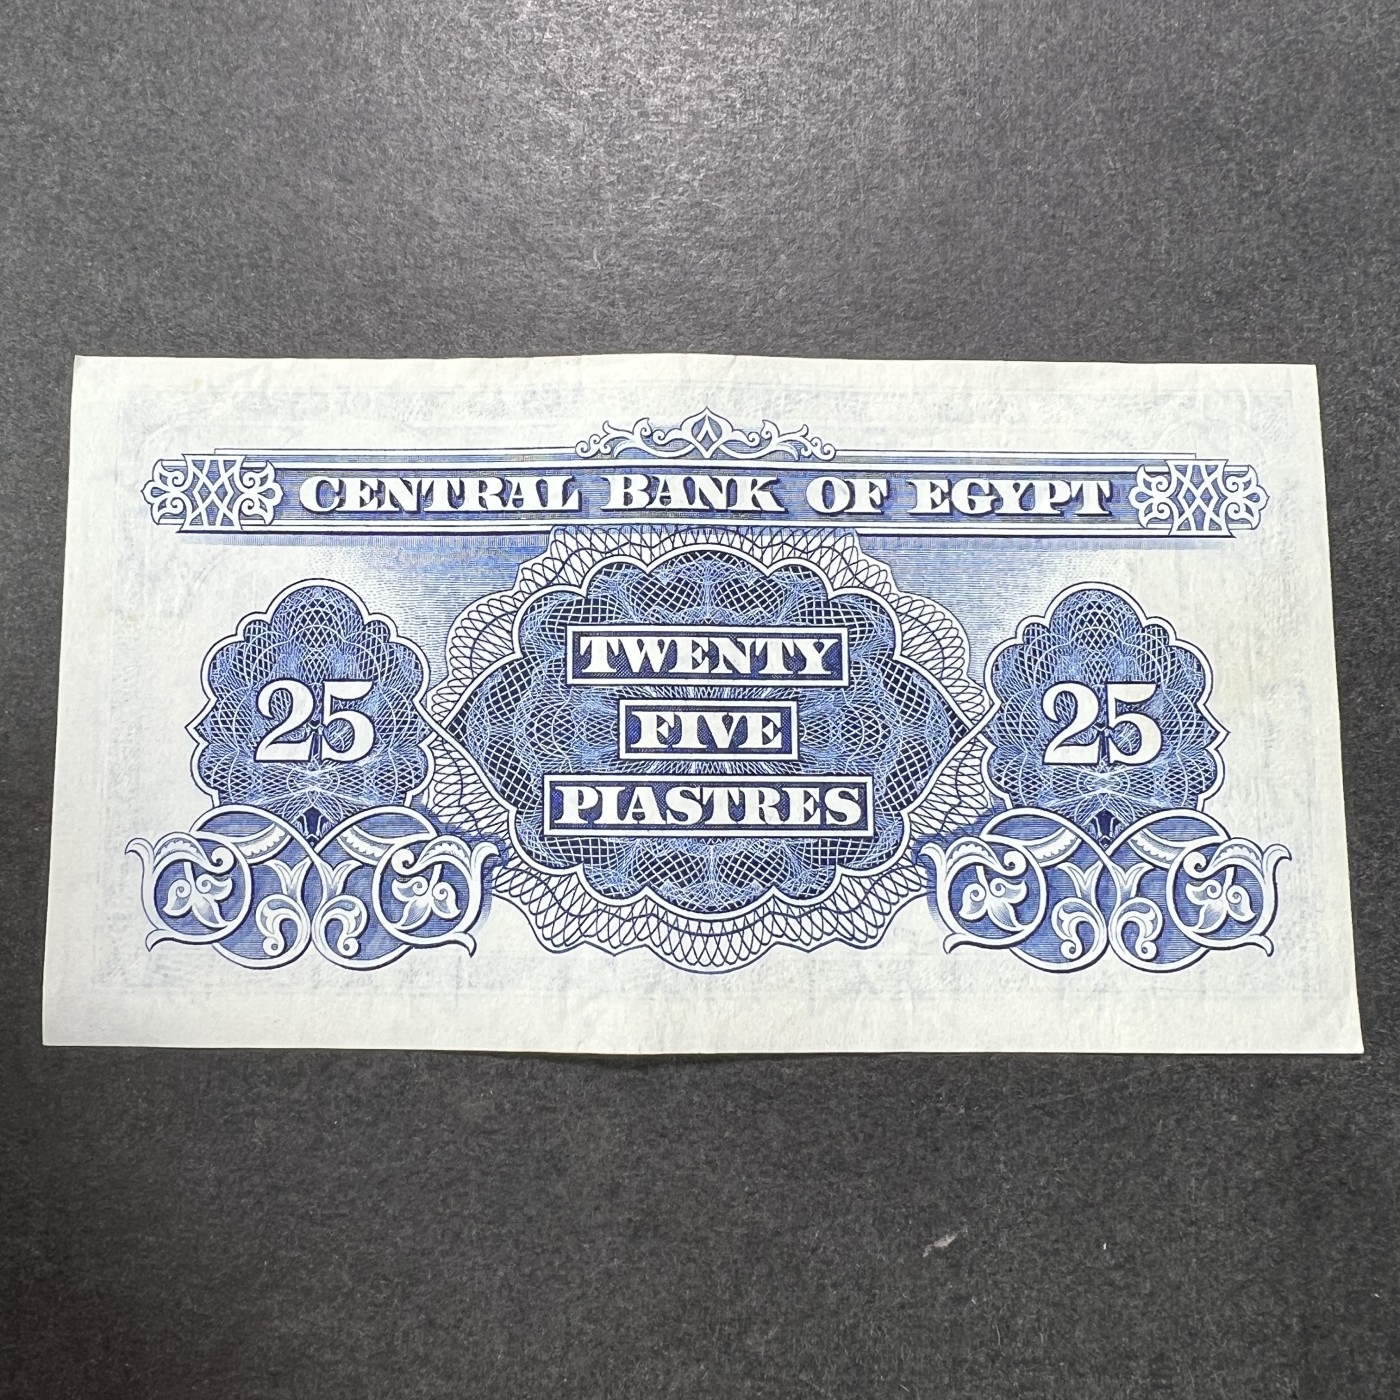 CENTRAL BANK OF EGYPT
25 TWENTY 25
FIVE
PIASTRES